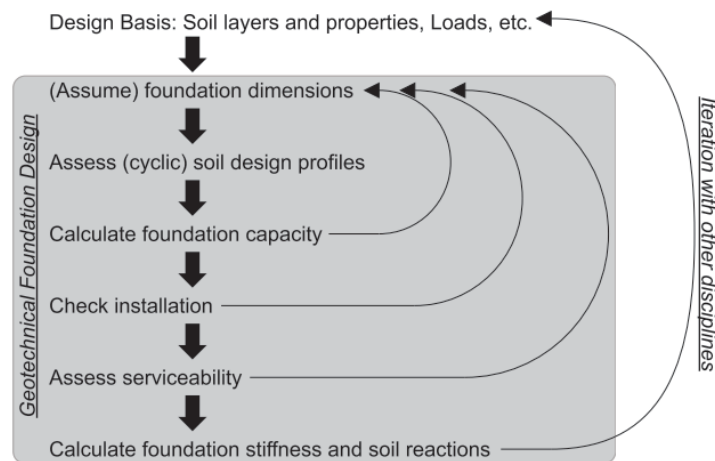 Design Basis: Soil layers and properties, Loads, etc.
(Assume) foundation dimensions
Assess (cyclic) soil design profiles
Calculate foundation capacity
Check installation
Assess serviceability
Calculate foundation stiffness and soil reactions
Geotechnical Foundation Design
Iteration with other disciplines